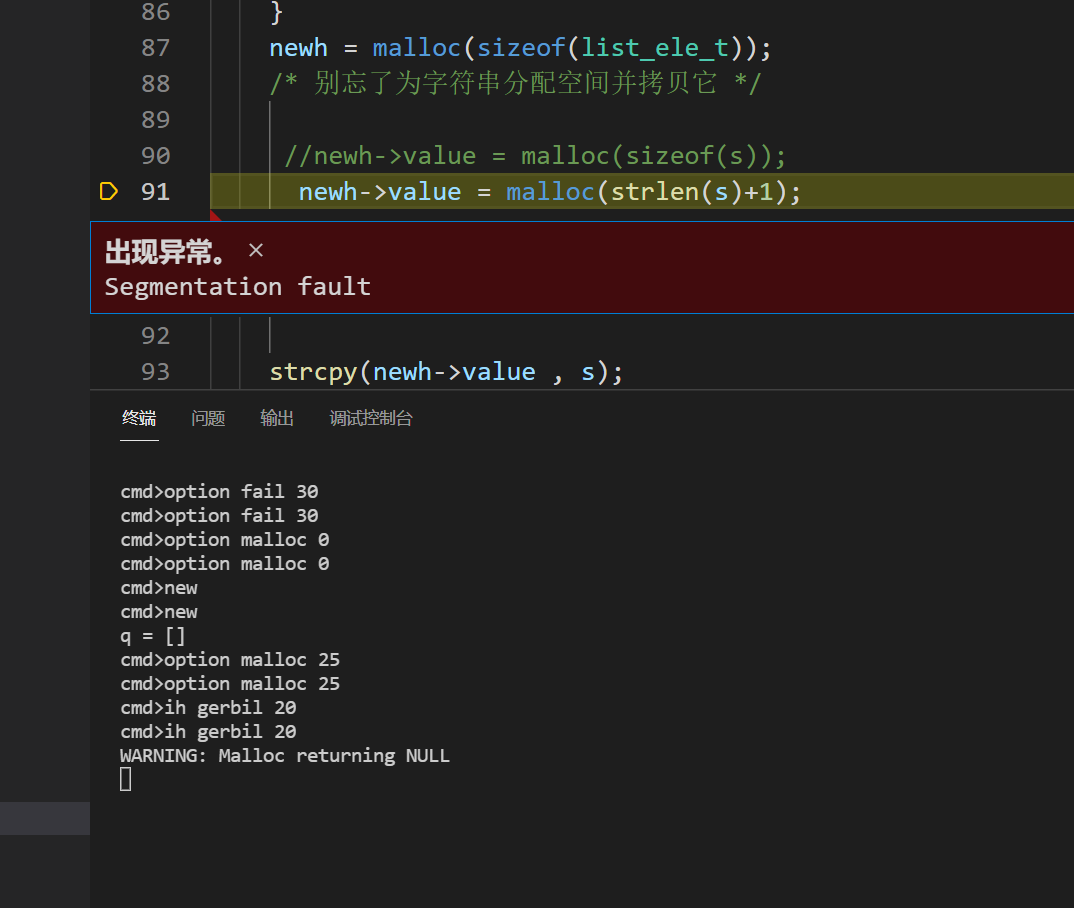 86 }
87 newh = malloc(sizeof(list_ele_t));
88 /* 别忘了为字符串分配空间并拷贝它 */
89
90 //newh->value = malloc(sizeof(s));
91 newh->value = malloc(strlen(s)+1);
出现异常。 ×
Segmentation fault
92
93 strcpy(newh->value , s);
终端 问题 输出 调试控制台
cmd>option fail 30
cmd>option fail 30
cmd>option malloc 0
cmd>option malloc 0
cmd>new
cmd>new
q = []
cmd>option malloc 25
cmd>option malloc 25
cmd>ih gerbil 20
cmd>ih gerbil 20
WARNING: Malloc returning NULL